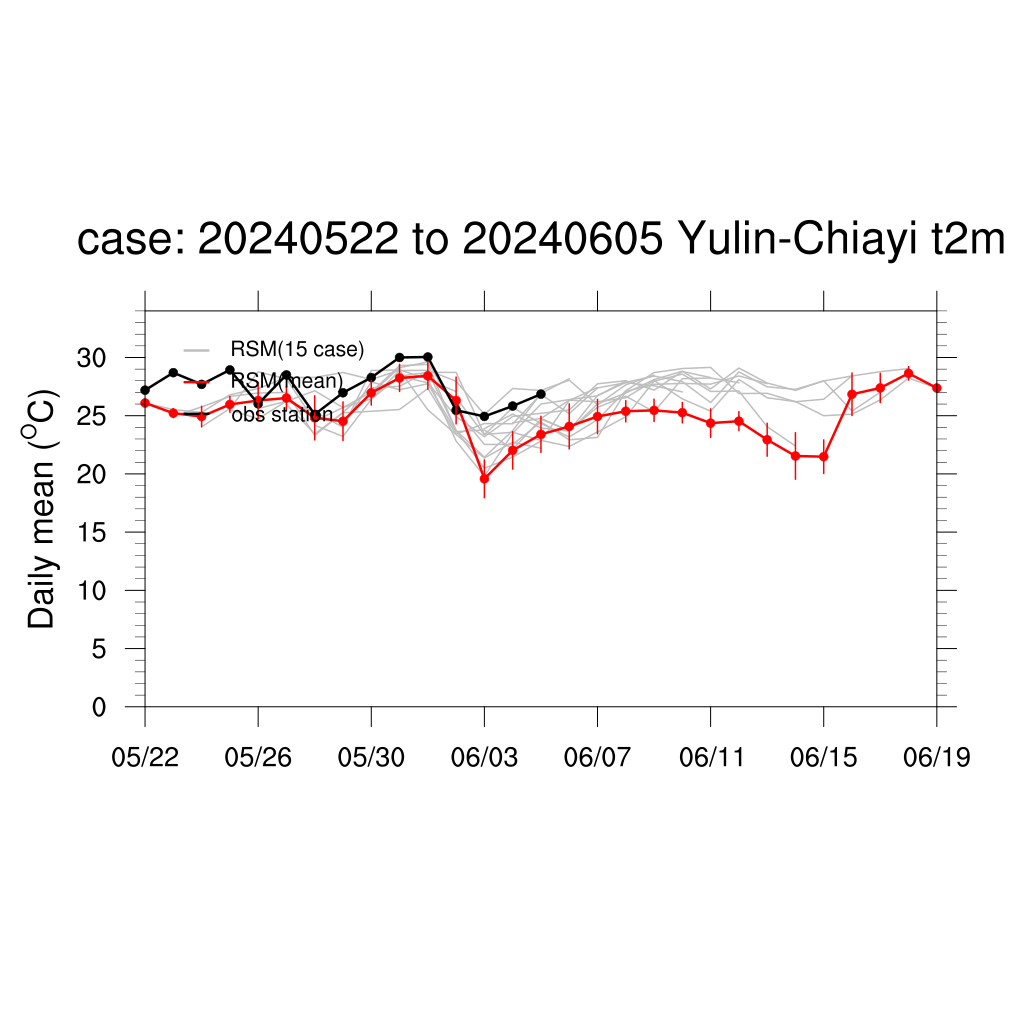 case: 20240522 to 20240605 Yulin-Chiayi t2m
RSM(15 case)
RSM(mean)
obs station
Daily mean (°C)
30
25
20
15
10
5
0
05/22 05/26 05/30 06/03 06/07 06/11 06/15 06/19